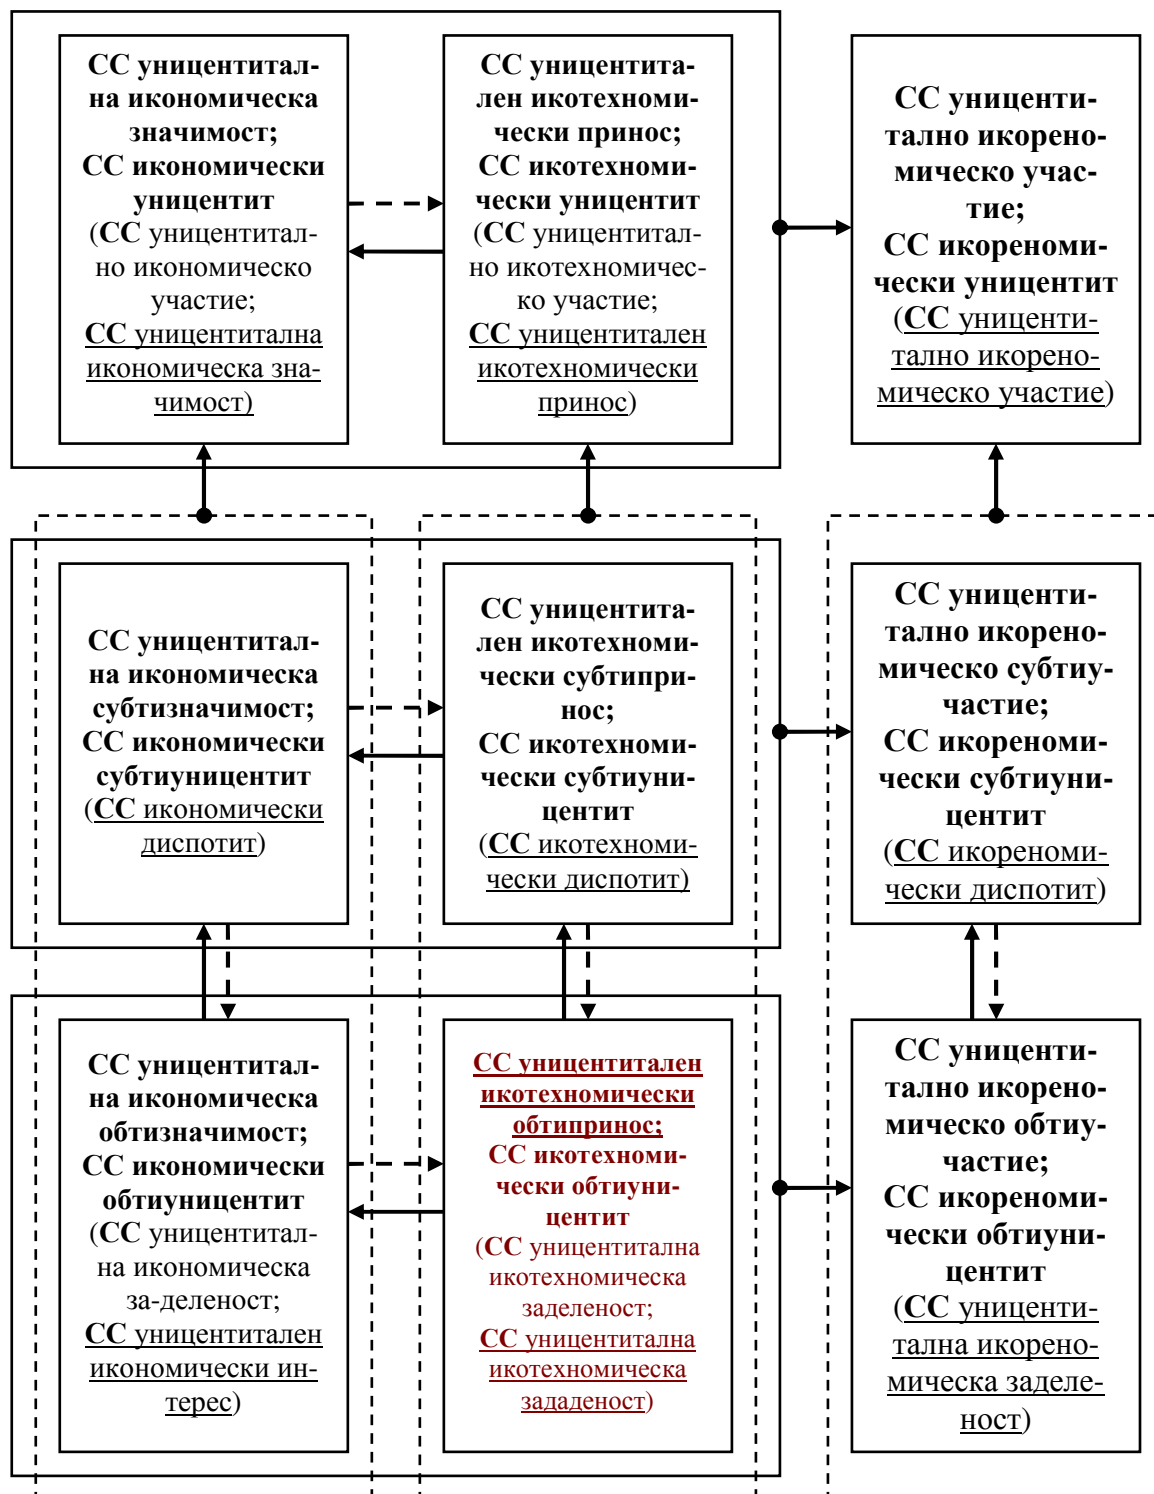 СС уницентитал-
на икономическа
значимост;
СС икономически
уницентит
(СС уницентитал-
но икономическо
участие;
СС уницентитална
икономическа зна-
чимост)
СС уницентита-
лен икотехноми-
чески принос;
СС икотехноми-
чески уницентит
(СС уницентитал-
но икотехномичес-
ко участие;
СС уницентитален
икотехномически
принос)
СС униценти-
тално икорено-
мическо учас-
тие;
СС икореноми-
чески уницентит
(СС униценти-
тално икорено-
мическо участие)
СС уницентитал-
на икономическа
субтизначимост;
СС икономически
субтиуницентит
(СС икономически
диспотит)
СС уницентита-
лен икотехноми-
чески субтипри-
нос;
СС икотехноми-
чески субтиуни-
центит
(СС икотехноми-
чески диспотит)
СС униценти-
тално икорено-
мическо субтиу-
частие;
СС икореноми-
чески субтиуни-
центит
(СС икореноми-
чески диспотит)
СС уницентитал-
на икономическа
обтизначимост;
СС икономически
обтиуницентит
(СС уницентитал-
на икономическа
за-деленост;
СС уницентитален
икономически ин-
терес)
СС уницентитален
икотехномически
обтипринос;
СС икотехноми-
чески обтиуни-
центит
(СС уницентитална
икотехномическа
заделеност;
СС уницентитална
икотехномическа
зададеност)
СС униценти-
тално икорено-
мическо обтиу-
частие;
СС икореноми-
чески обтиуни-
центит
(СС униценти-
тална икорено-
мическа заделе-
ност)